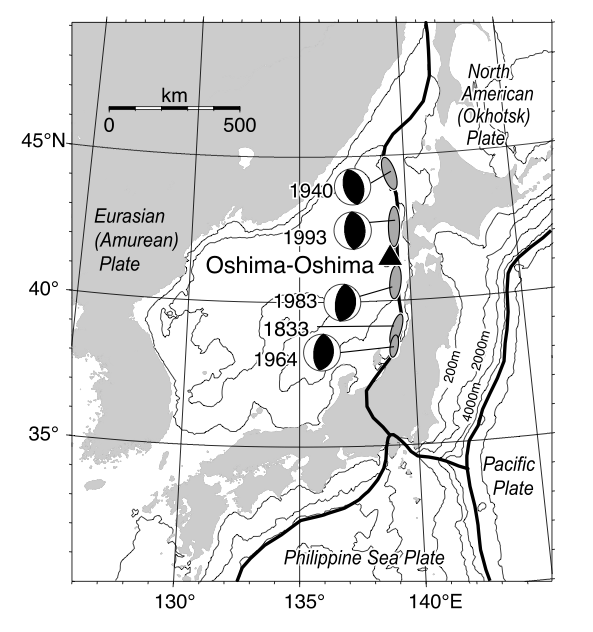 North
American
(Okhotsk)
Plate
km
0 500
45°N
1940
Eurasian
(Amurean)
Plate
1993
Oshima-Oshima
40°
1983
1833
1964
200m
2000m
4000m
35°
Pacific
Plate
Philippine Sea Plate
130° 135° 140°E